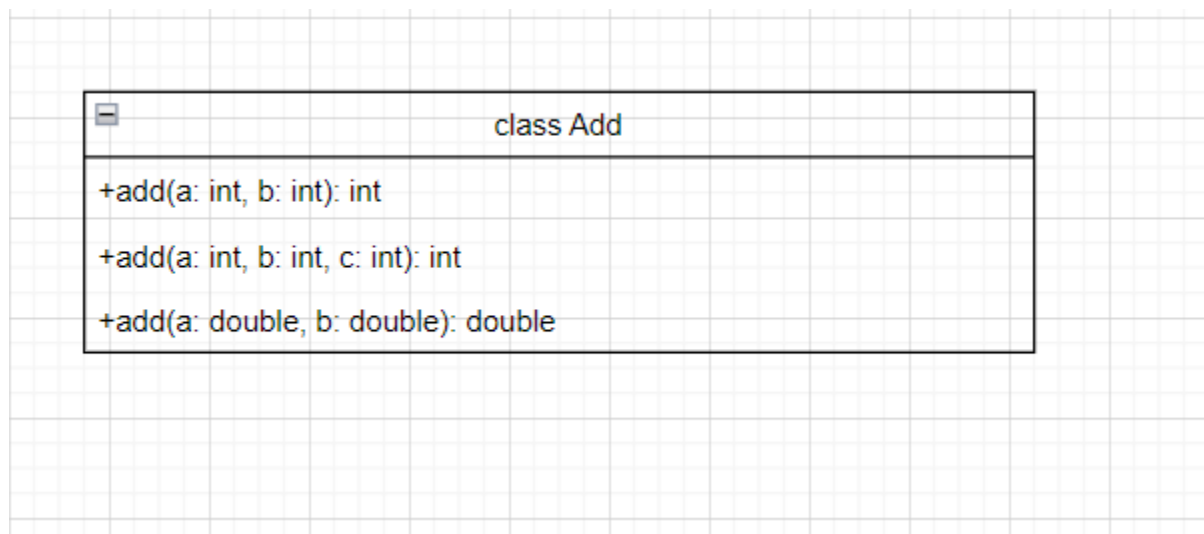 class Add
+add(a: int, b: int): int
+add(a: int, b: int, c: int): int
+add(a: double, b: double): double